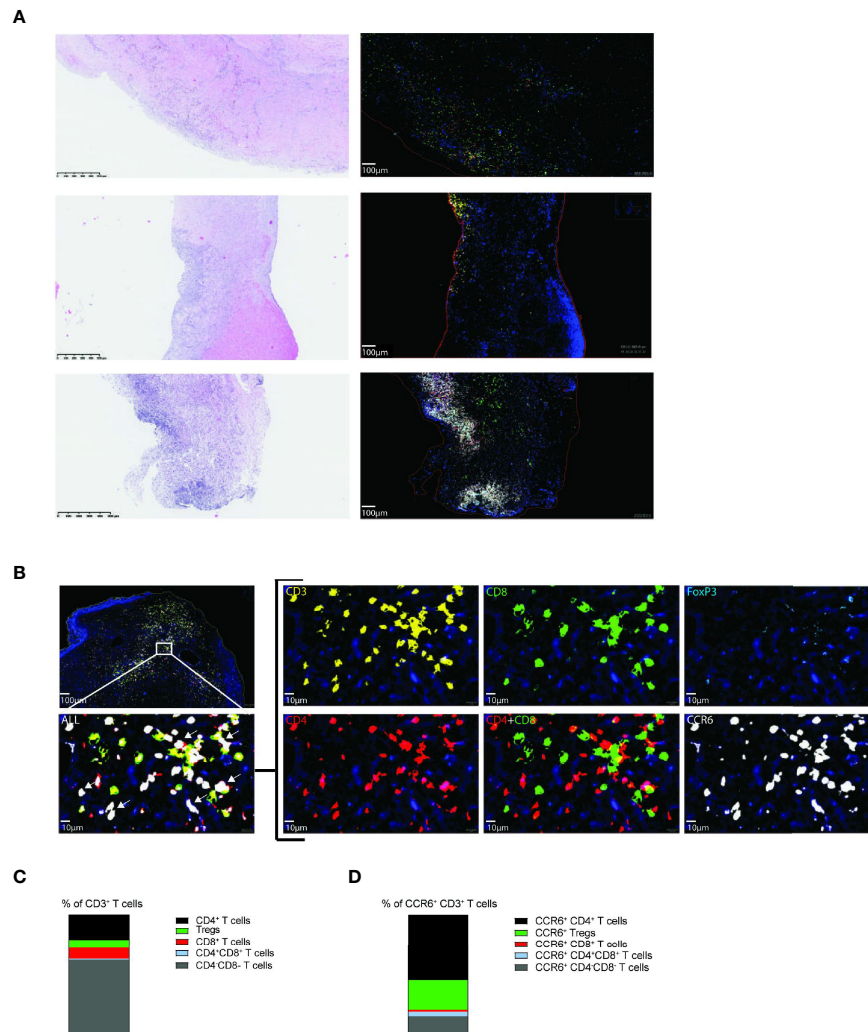 A
100µm
100µm
100µm
B
100µm
CD3
10µm
CD8
10µm
FoxP3
10µm
ALL
10µm
CD4
10µm
CD4+CD8
10µm
CCR6
10µm
C
% of CD3⁺ T cells
CD4⁺ T cells
Tregs
CD8⁺ T cells
CD4⁺CD8⁺ T cells
CD4⁻CD8- T cells
D
% of CCR6⁺ CD3⁺ T cells
CCR6⁺ CD4⁺ T cells
CCR6⁺ Tregs
CCR6⁺ CD8⁺ T cells
CCR6⁺ CD4⁺CD8⁺ T cells
CCR6⁺ CD4⁻CD8⁻ T cells